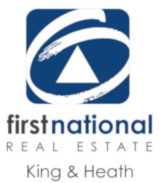 firstnational
REAL ESTATE
King & Heath